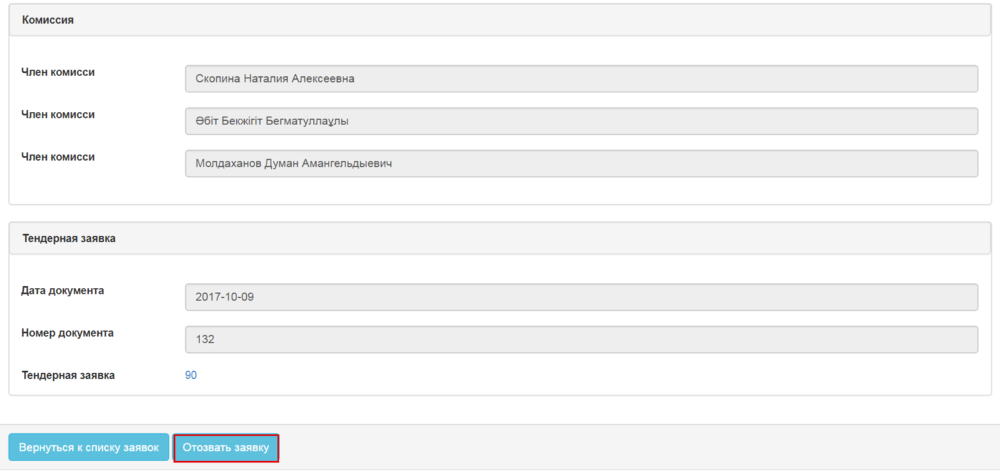 Комиссия
Член комисси
Скопина Наталия Алексеевна
Член комисси
Әбіт Бекжігіт Бегматуллаұлы
Член комисси
Молдаханов Думан Амангельдыевич
Тендерная заявка
Дата документа
2017-10-09
Номер документа
132
Тендерная заявка
90
Вернуться к списку заявок
Отозвать заявку